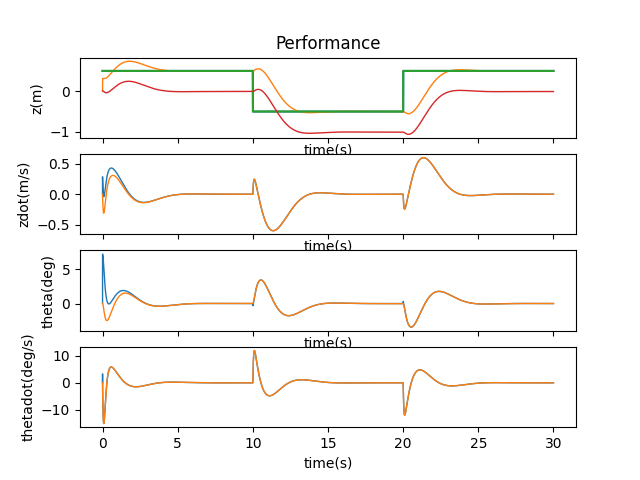 Performance
z(m)
0
−1
time(s)
zdot(m/s)
0.5
0.0
−0.5
time(s)
theta(deg)
5
0
time(s)
thetadot(deg/s)
10
0
−10
0 5 10 15 20 25 30
time(s)